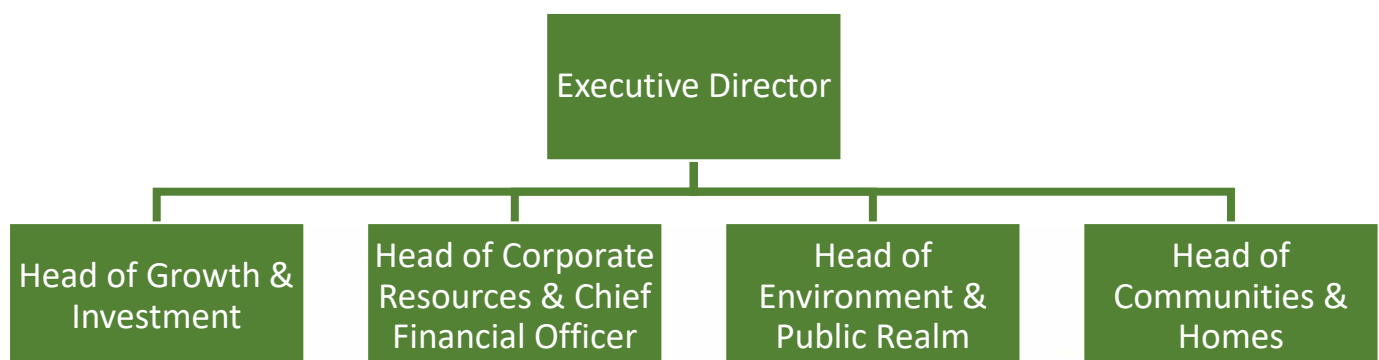 Executive Director
Head of Growth &
Investment
Head of Corporate
Resources & Chief
Financial Officer
Head of
Environment &
Public Realm
Head of
Communities &
Homes